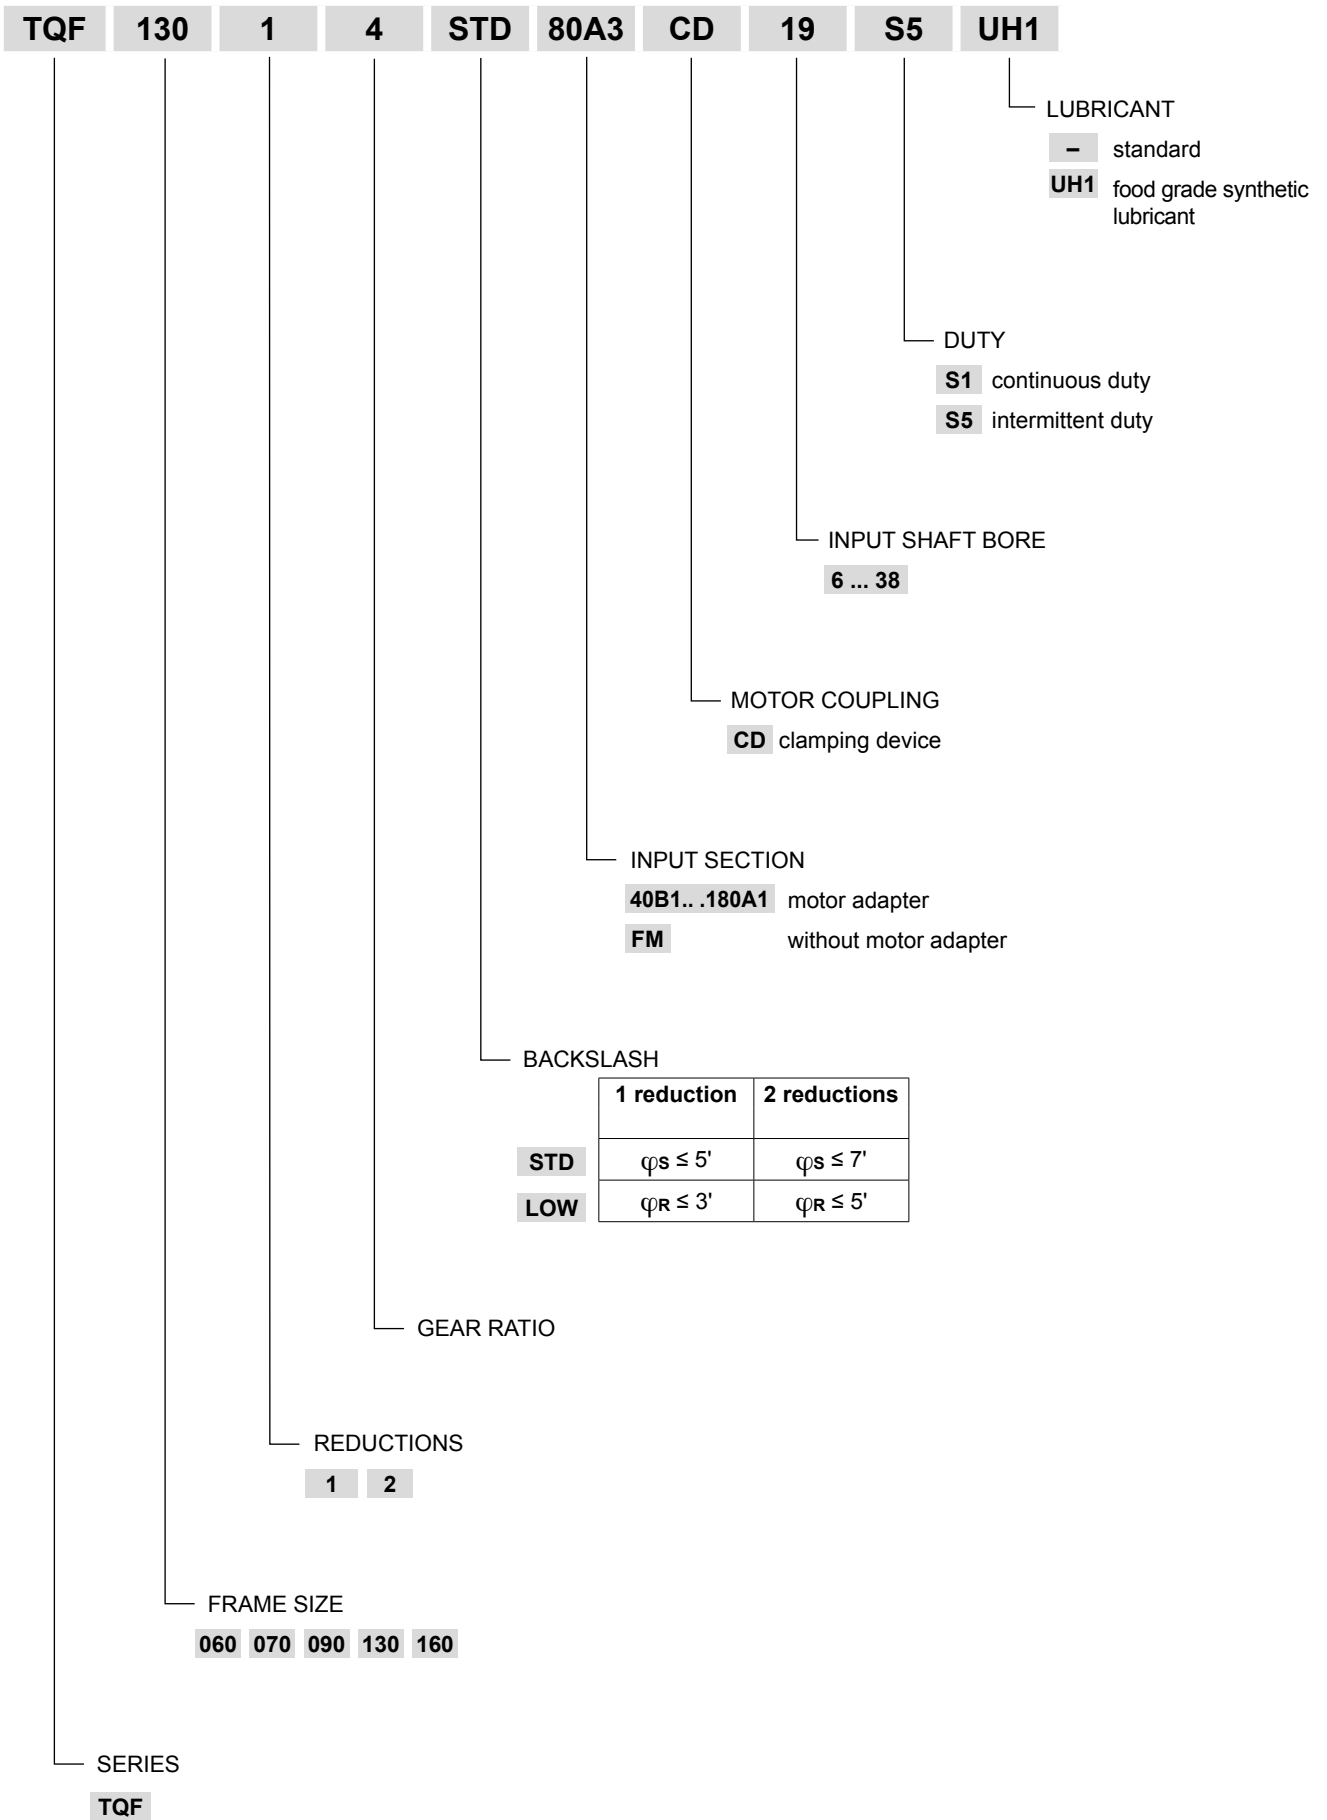 TQF 130 1 4 STD 80A3 CD 19 S5 UH1
LUBRICANT
– standard
UH1 food grade synthetic
lubricant
DUTY
S1 continuous duty
S5 intermittent duty
INPUT SHAFT BORE
6 ... 38
MOTOR COUPLING
CD clamping device
INPUT SECTION
40B1.. .180A1 motor adapter
FM without motor adapter
BACKSLASH
1 reduction 2 reductions
STD φS ≤ 5' φS ≤ 7'
LOW φR ≤ 3' φR ≤ 5'
GEAR RATIO
REDUCTIONS
1 2
FRAME SIZE
060 070 090 130 160
SERIES
TQF